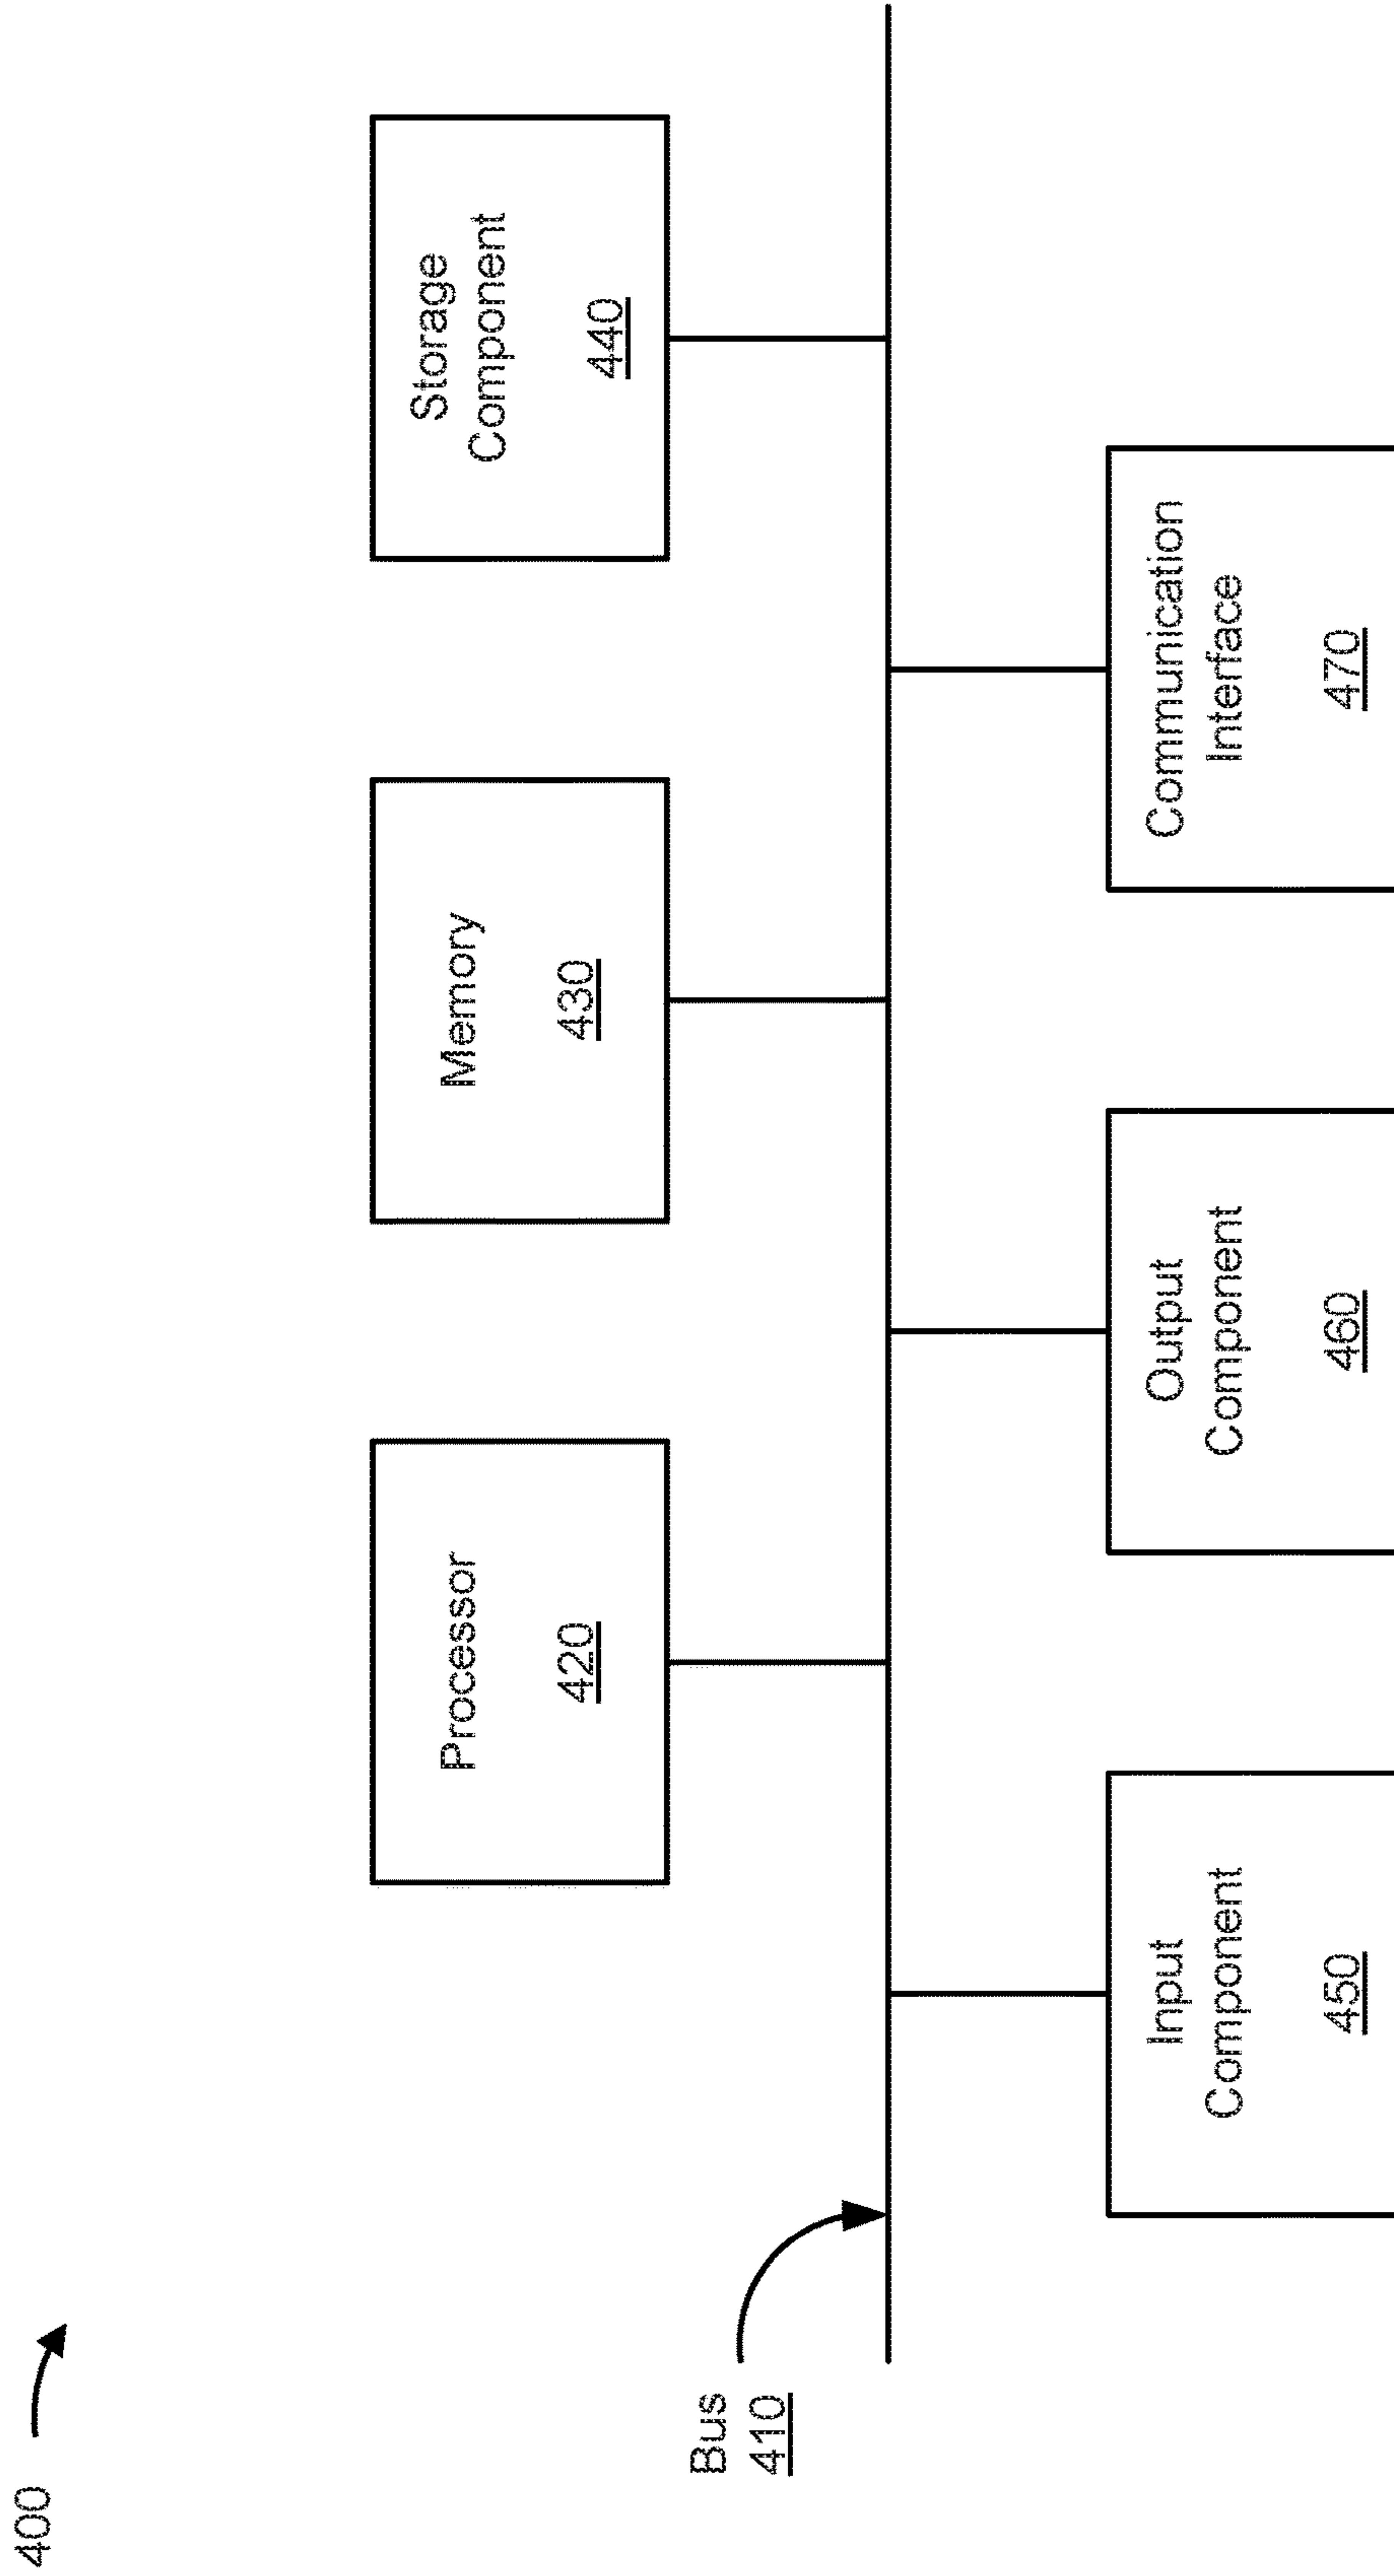 400
Bus
410
Processor
420
Memory
430
Storage
Component
440
Input
Component
450
Output
Component
460
Communication
Interface
470